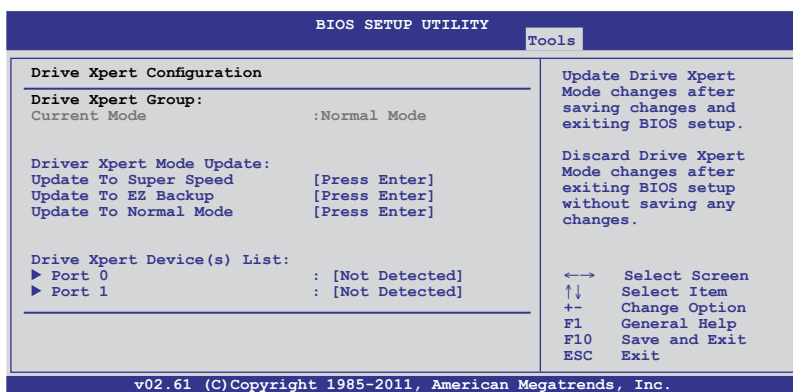 BIOS SETUP UTILITY
Tools
Drive Xpert Configuration
Drive Xpert Group:
Current Mode :Normal Mode
Driver Xpert Mode Update:
Update To Super Speed [Press Enter]
Update To EZ Backup [Press Enter]
Update To Normal Mode [Press Enter]
Drive Xpert Device(s) List:
▶ Port 0 : [Not Detected]
▶ Port 1 : [Not Detected]
Update Drive Xpert
Mode changes after
saving changes and
exiting BIOS setup.
Discard Drive Xpert
Mode changes after
exiting BIOS setup
without saving any
changes.
←→ Select Screen
↑↓ Select Item
+- Change Option
F1 General Help
F10 Save and Exit
ESC Exit
v02.61 (C)Copyright 1985-2011, American Megatrends, Inc.